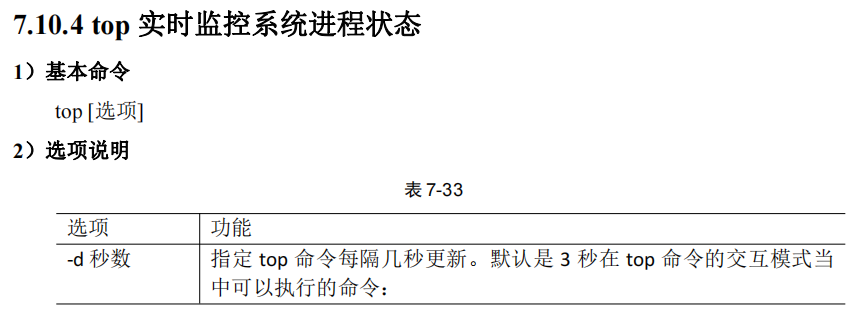 7.10.4 top 实时监控系统进程状态
1）基本命令
top [选项]
2）选项说明
表 7-33
选项 功能
-d 秒数 指定 top 命令每隔几秒更新。默认是 3 秒在 top 命令的交互模式当
中可以执行的命令：